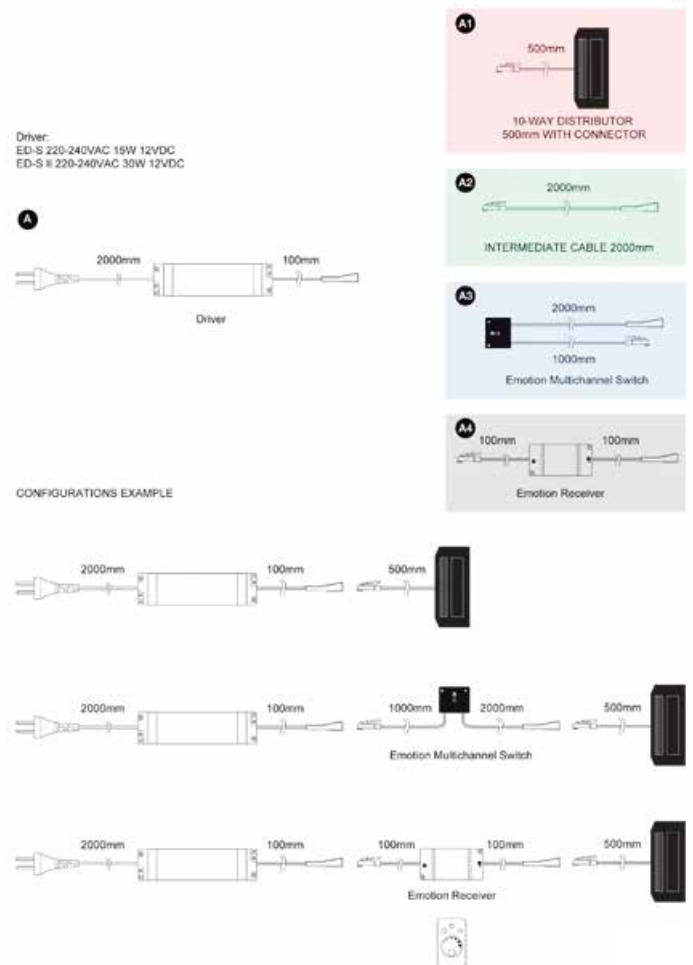 Driver:
ED-S 220-240VAC 15W 12VDC
ED-S II 220-240VAC 30W 12VDC
A
2000mm
100mm
Driver
A1
500mm
10-WAY DISTRIBUTOR
500mm WITH CONNECTOR
A2
2000mm
INTERMEDIATE CABLE 2000mm
A3
2000mm
1000mm
Emotion Multichannel Switch
A4
100mm 100mm
Emotion Receiver
CONFIGURATIONS EXAMPLE
2000mm 100mm 500mm
2000mm 100mm 1000mm 2000mm 500mm
Emotion Multichannel Switch
2000mm 100mm 100mm 100mm 500mm
Emotion Receiver